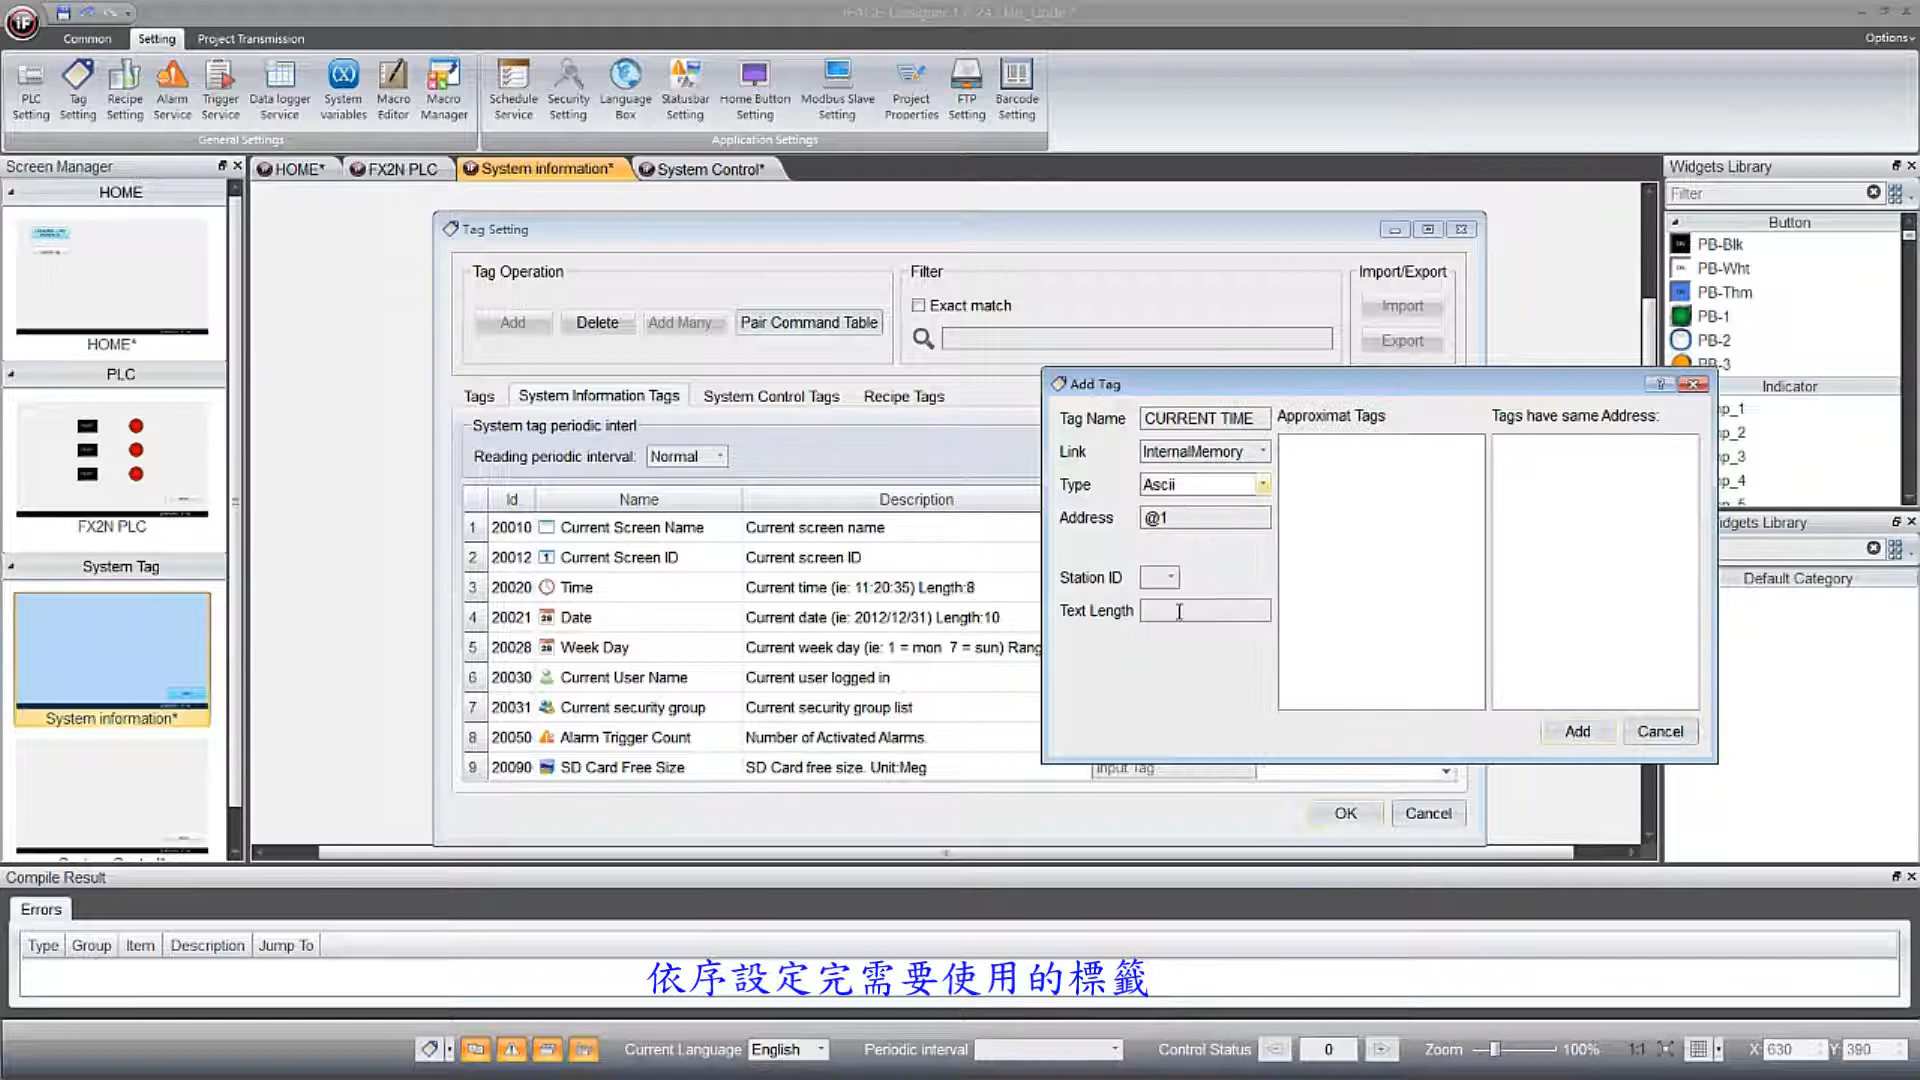 Common Setting Project Transmission Options
PLC Setting
Tag Setting
Recipe Setting
Alarm Service
Trigger Service
Data logger Service
System variables
Macro Editor
Macro Manager
Schedule Service
Security Setting
Language Box
Statusbar Setting
Home Button Setting
Modbus Slave Setting
Project Properties
FTP Setting
Barcode Setting
General Settings
Application Settings
Screen Manager
HOME
HOME*
PLC
FX2N PLC
System Tag
System information*
HOME* FX2N PLC System information* System Control*
Tag Setting
Tag Operation
Add Delete Add Many... Pair Command Table
Filter
Exact match
Import/Export
Import
Export
Tags System Information Tags System Control Tags Recipe Tags
System tag periodic interl
Reading periodic interval: Normal
Id Name Description
1 20010 Current Screen Name Current screen name
2 20012 Current Screen ID Current screen ID
3 20020 Time Current time (ie: 11:20:35) Length:8
4 20021 Date Current date (ie: 2012/12/31) Length:10
5 20028 Week Day Current week day (ie: 1 = mon 7 = sun) Rang
6 20030 Current User Name Current user logged in
7 20031 Current security group Current security group list
8 20050 Alarm Trigger Count Number of Activated Alarms.
9 20090 SD Card Free Size SD Card free size. Unit:Meg
Input Tag
OK Cancel
Add Tag
Tag Name CURRENT TIME
Link InternalMemory
Type Ascii
Address @1
Station ID
Text Length
Approximat Tags
Tags have same Address:
Add Cancel
Widgets Library
Filter
Button
PB-Blk
PB-Wht
PB-Thm
PB-1
PB-2
PB-3
Indicator
Default Category
Compile Result
Errors
Type Group Item Description Jump To
依序設定完需要使用的標籤
Current Language English Periodic interval Control Status 0 Zoom 100% 1:1 X: 630 Y: 390